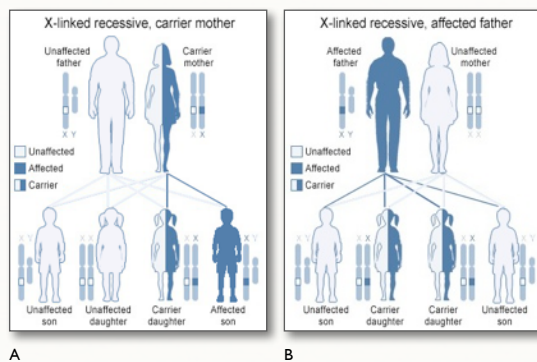 X-linked recessive, carrier mother
Unaffected
father
Carrier
mother
X Y
X X
Unaffected
Affected
Carrier
X Y
X X
X X
X Y
Unaffected
son
Unaffected
daughter
Carrier
daughter
Affected
son
A
X-linked recessive, affected father
Affected
father
Unaffected
mother
X Y
X X
Unaffected
Affected
Carrier
X Y
X X
X X
X Y
Unaffected
son
Carrier
daughter
Carrier
daughter
Unaffected
son
B